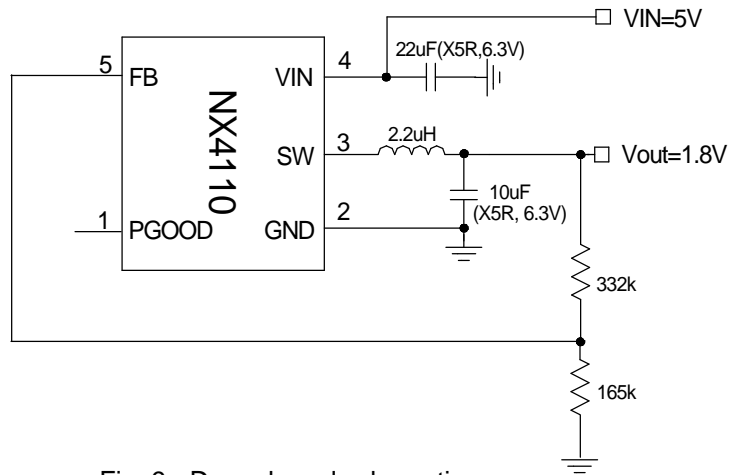 VIN=5V
22uF(X5R,6.3V)
5
4
FB
VIN
NX4110
2.2uH
3
SW
Vout=1.8V
10uF
(X5R, 6.3V)
1
2
PGOOD
GND
332k
165k